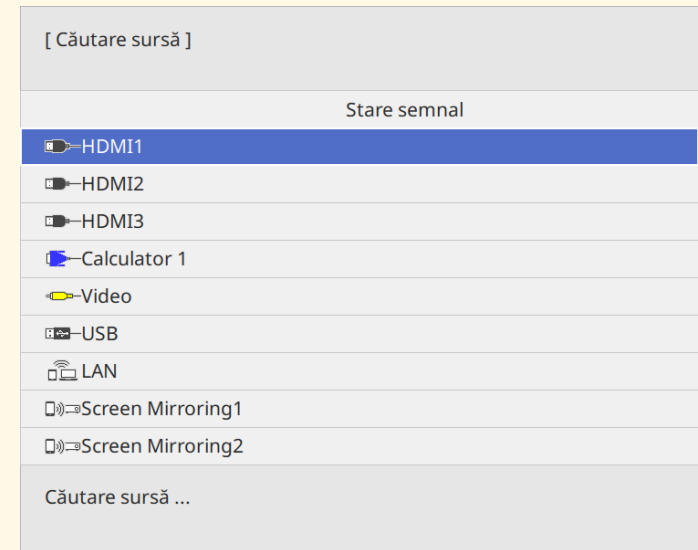 [ Căutare sursă ]
Stare semnal
HDMI1
HDMI2
HDMI3
Calculator 1
Video
USB
LAN
Screen Mirroring1
Screen Mirroring2
Căutare sursă ...